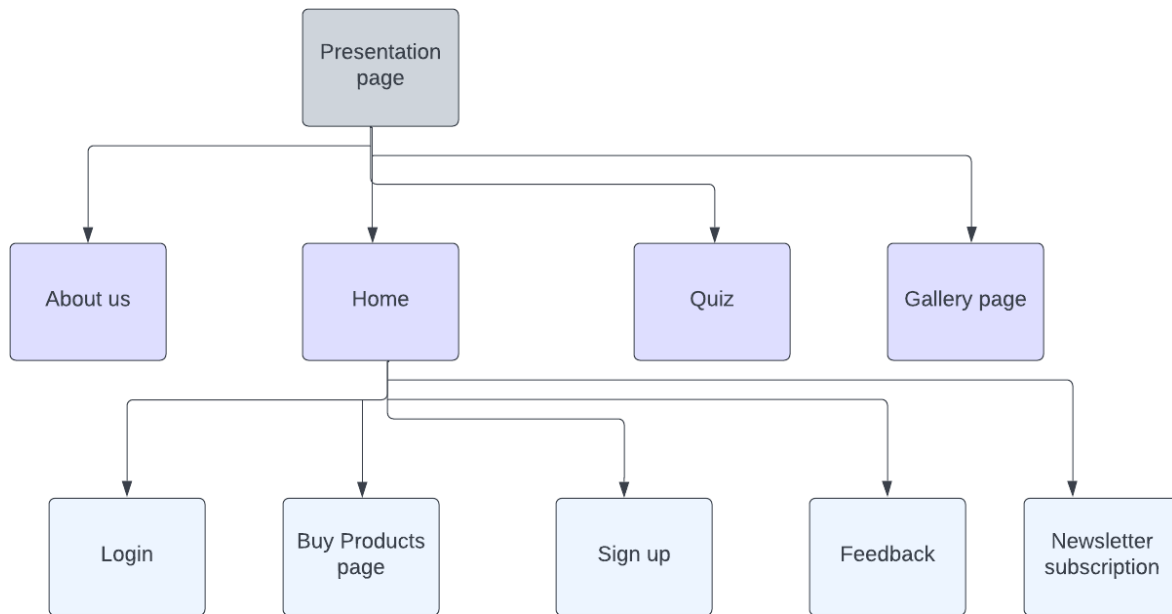 Presentation
page
About us
Home
Quiz
Gallery page
Login
Buy Products
page
Sign up
Feedback
Newsletter
subscription